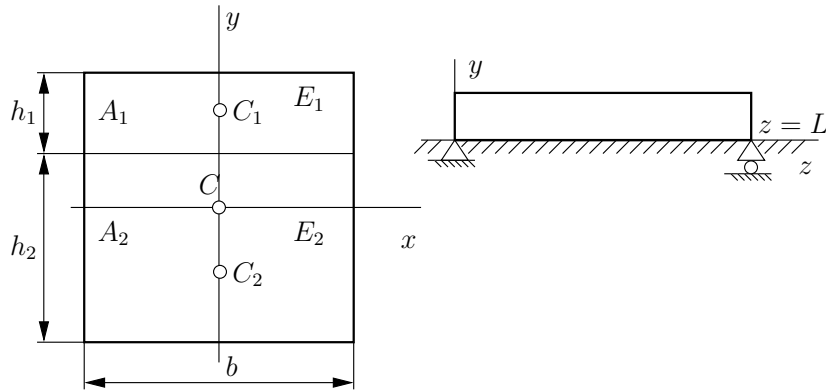 y
A₁
E₁
C₁
h₁
C
A₂
E₂
x
h₂
C₂
b
y
z = L
z